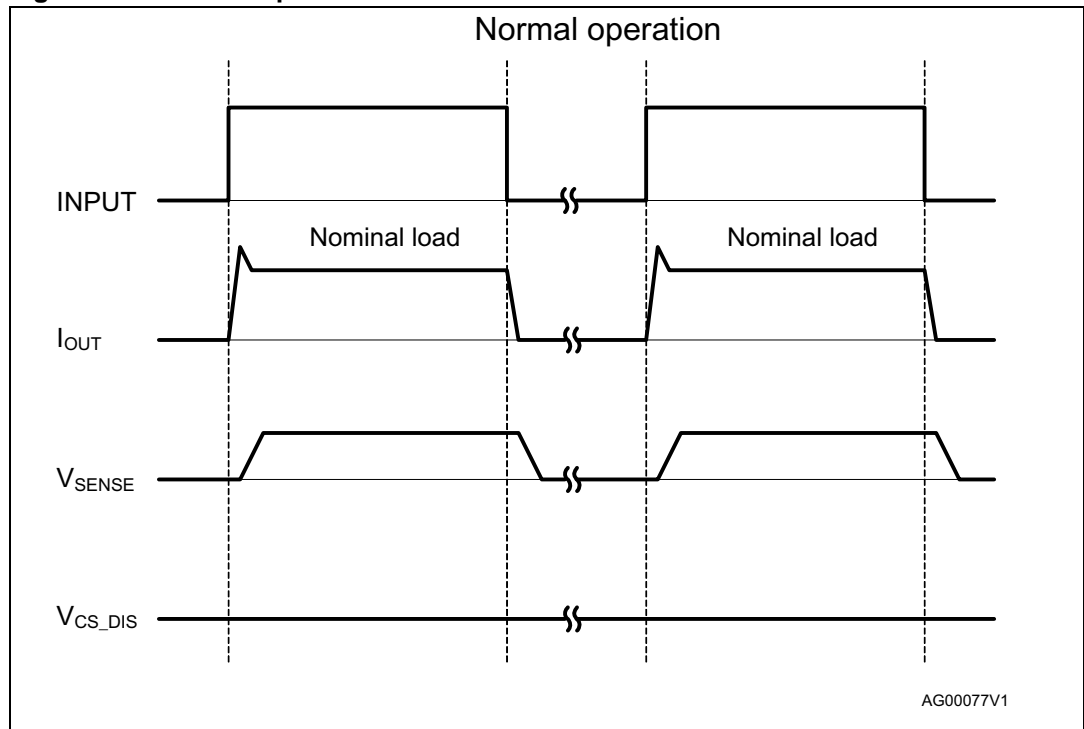 Normal operation
INPUT
Nominal load Nominal load
IOUT
VSENSE
VCS_DIS
AG00077V1